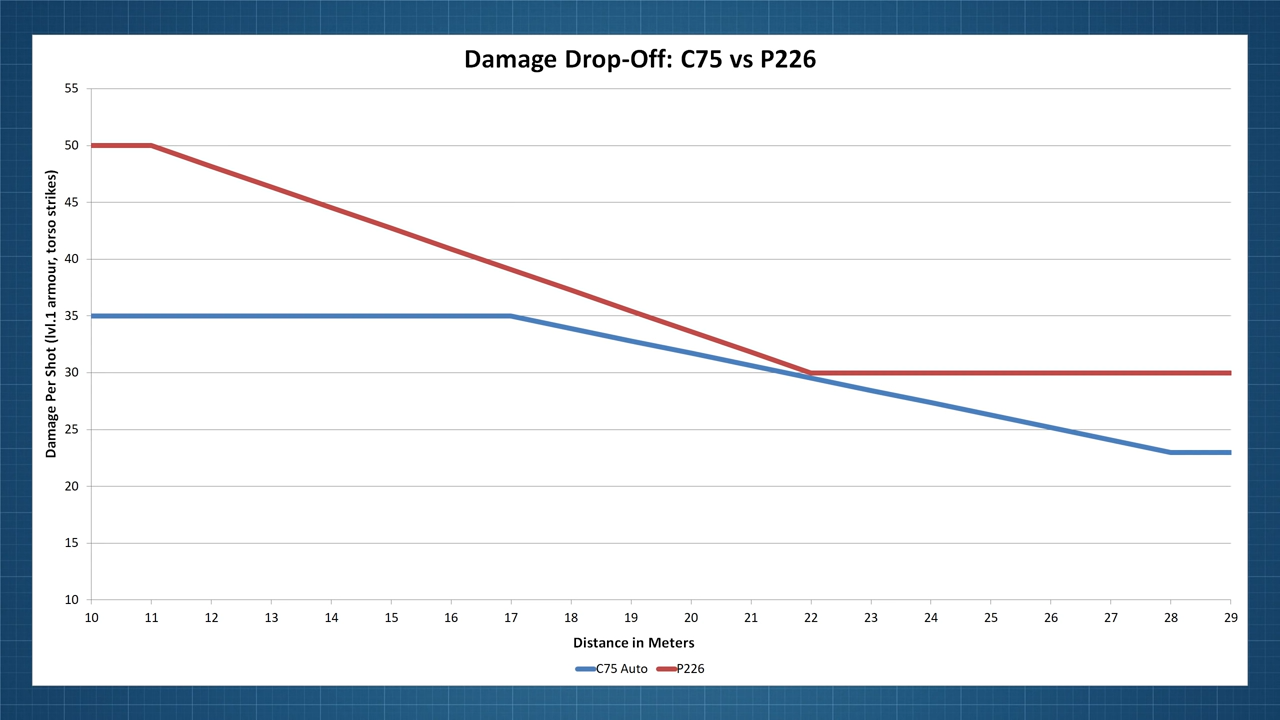 Damage Drop-Off: C75 vs P226
Damage Per Shot (lvl.1 armour, torso strikes)
55
50
45
40
35
30
25
20
15
10
10 11 12 13 14 15 16 17 18 19 20 21 22 23 24 25 26 27 28 29
Distance in Meters
C75 Auto P226